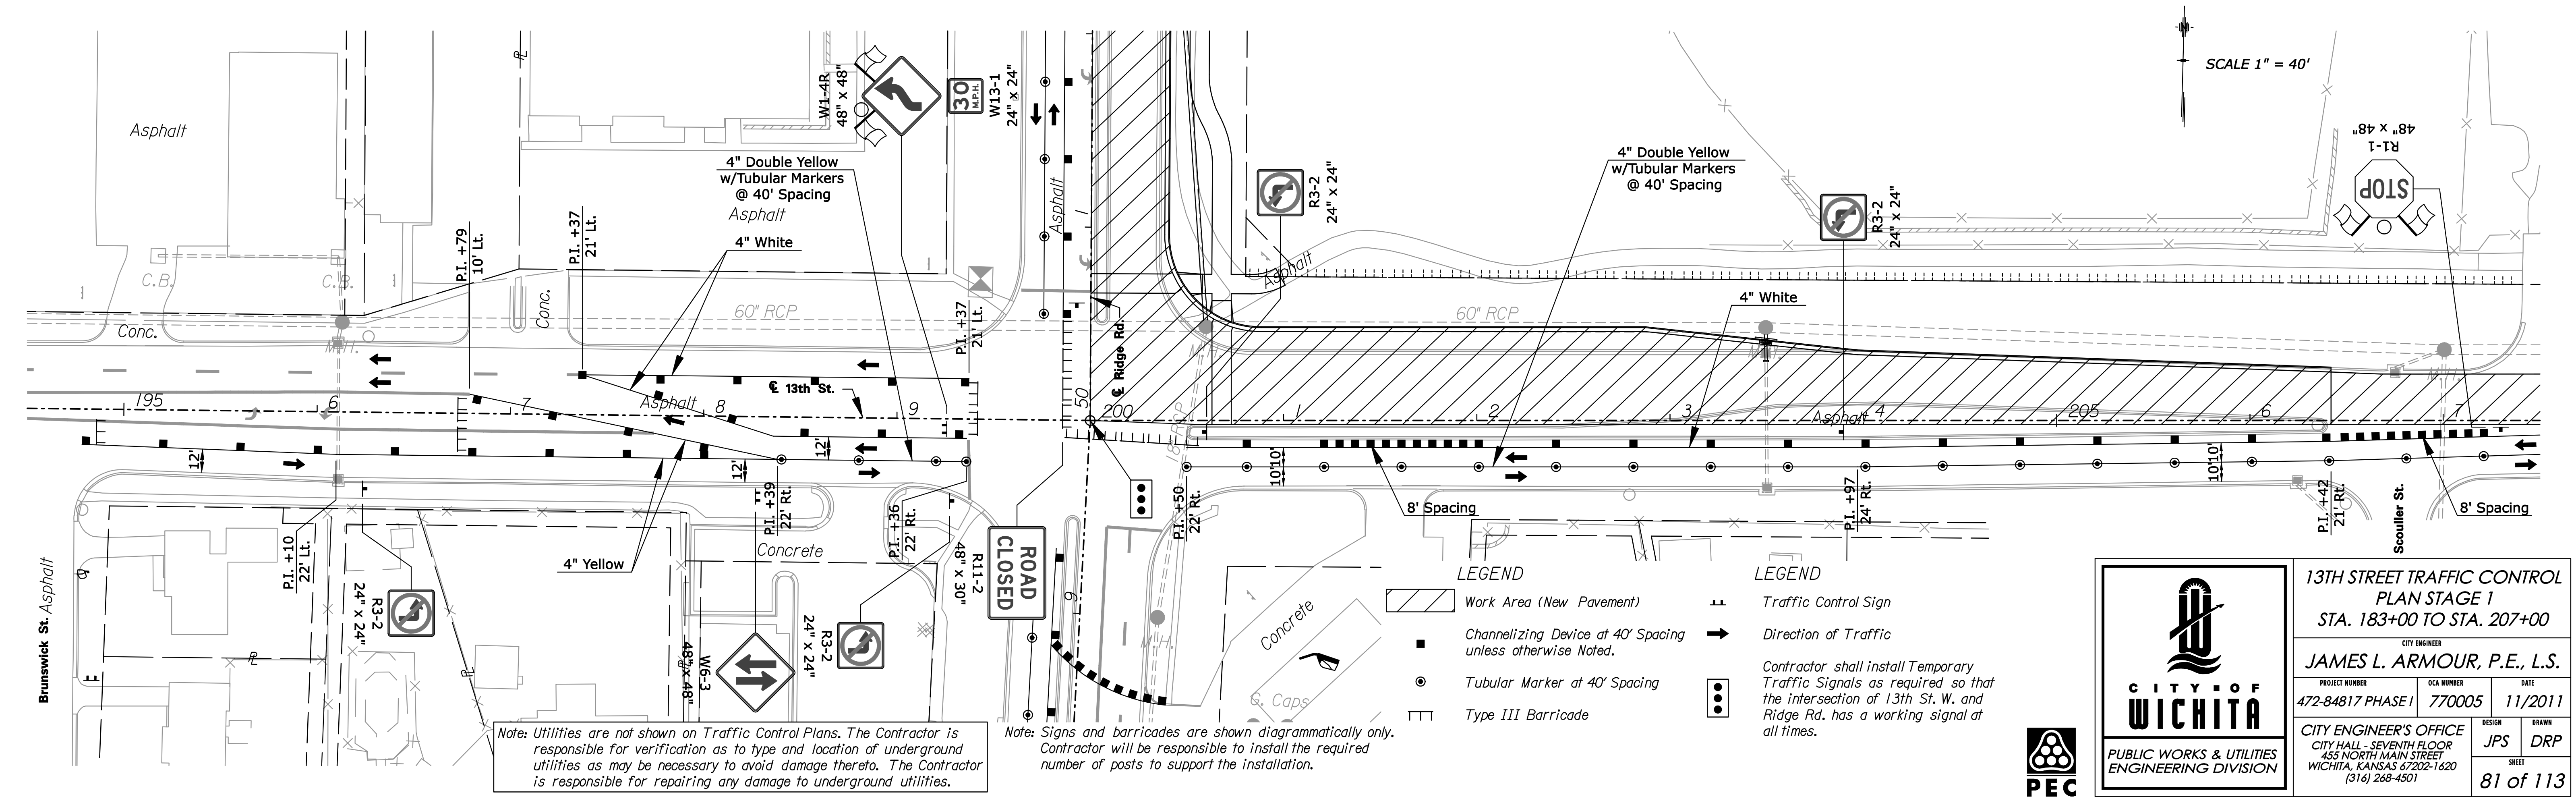 SCALE 1" = 40'
N
Asphalt
W1-4R
48" x 48"
30
M.P.H.
W13-1
24" x 24"
4" Double Yellow
w/Tubular Markers
@ 40' Spacing
Asphalt
4" White
P.I. +79
10' Lt.
P.I. +37
21' Lt.
C.B.
C.B.
Conc.
Conc.
M.H.
60" RCP
P.I. +37
21' Lt.
Asphalt
1
℄ Ridge Rd.
R3-2
24" x 24"
Asphalt
4" Double Yellow
w/Tubular Markers
@ 40' Spacing
R3-2
24" x 24"
48" x 48"
R1-1
STOP
60" RCP
4" White
M.H.
M.H.
M.H.
195
6
7
Asphalt
8
℄ 13th St.
9
50
200
1
2
3
Asphalt
4
205
6
7
12'
12'
12'
18" RCP
10'
10'
10'
10'
P.I. +10
22' Lt.
P.I. +39
22' Rt.
P.I. +36
22' Rt.
P.I. +50
22' Rt.
8' Spacing
P.I. +97
24' Rt.
P.I. +42
21' Rt.
Scouller St.
8' Spacing
Brunswick St.
Asphalt
4" Yellow
Concrete
R3-2
24" x 24"
W6-3
48" x 48"
R3-2
24" x 24"
R11-2
48" x 30"
ROAD
CLOSED
9
M.H.
Concrete
G. Caps
PL
PL
PL
PL
Note: Utilities are not shown on Traffic Control Plans. The Contractor is
responsible for verification as to type and location of underground
utilities as may be necessary to avoid damage thereto. The Contractor
is responsible for repairing any damage to underground utilities.
Note: Signs and barricades are shown diagrammatically only.
Contractor will be responsible to install the required
number of posts to support the installation.
LEGEND
Work Area (New Pavement)
Channelizing Device at 40' Spacing
unless otherwise Noted.
Tubular Marker at 40' Spacing
Type III Barricade
LEGEND
Traffic Control Sign
Direction of Traffic
Contractor shall install Temporary
Traffic Signals as required so that
the intersection of 13th St. W. and
Ridge Rd. has a working signal at
all times.
PEC
CITY OF
WICHITA
PUBLIC WORKS & UTILITIES
ENGINEERING DIVISION
13TH STREET TRAFFIC CONTROL
PLAN STAGE 1
STA. 183+00 TO STA. 207+00
CITY ENGINEER
JAMES L. ARMOUR, P.E., L.S.
PROJECT NUMBER
472-84817 PHASE I
OCA NUMBER
770005
DATE
11/2011
CITY ENGINEER'S OFFICE
CITY HALL - SEVENTH FLOOR
455 NORTH MAIN STREET
WICHITA, KANSAS 67202-1620
(316) 268-4501
DESIGN
JPS
DRAWN
DRP
SHEET
81 of 113